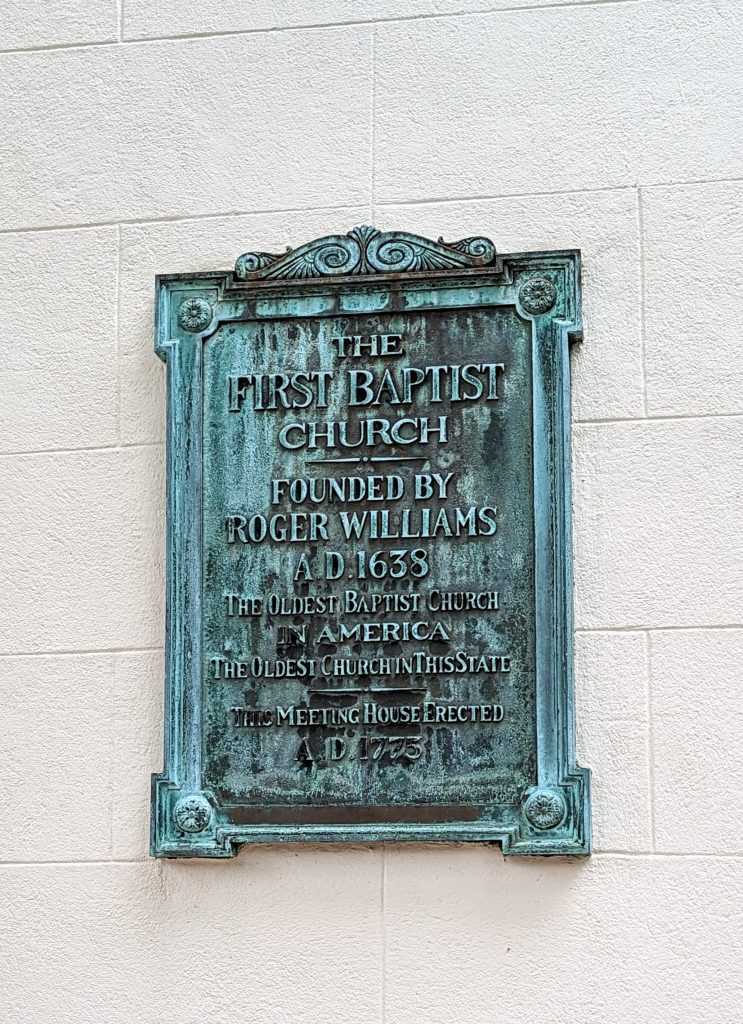 THE
FIRST BAPTIST
CHURCH
FOUNDED BY
ROGER WILLIAMS
A.D.1638
THE OLDEST BAPTIST CHURCH
IN AMERICA
THE OLDEST CHURCH IN THIS STATE
THIS MEETING HOUSE ERECTED
A.D.1775